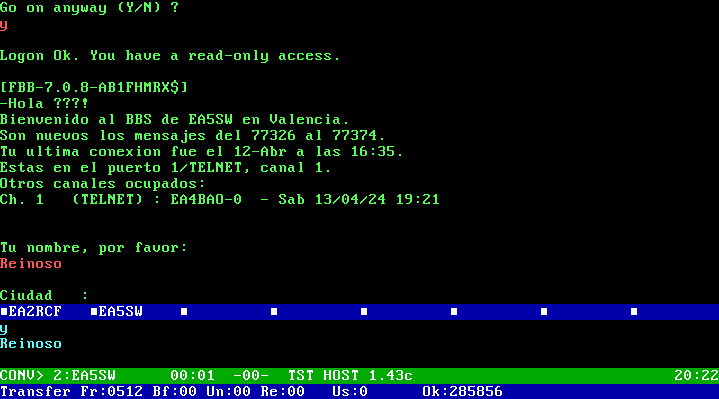 Go on anyway (Y/N) ?
y
Logon Ok. You have a read-only access.
[FBB-7.0.8-AB1FHMRX$]
-Hola ???!
Bienvenido al BBS de EA5SW en Valencia.
Son nuevos los mensajes del 77326 al 77374.
Tu ultima conexion fue el 12-Abr a las 16:35.
Estas en el puerto 1/TELNET, canal 1.
Otros canales ocupados:
Ch. 1   (TELNET) : EA4BAO-0  - Sab 13/04/24 19:21
Tu nombre, por favor:
Reinoso
Ciudad   :
■EA2RCF   ■EA5SW    ■         ■         ■         ■         ■         ■
y
Reinoso
CONV> 2:EA5SW      00:01  -00-  TST HOST 1.43c                             20:22
Transfer Fr:0512 Bf:00 Un:00 Re:00   Us:0      Ok:285856